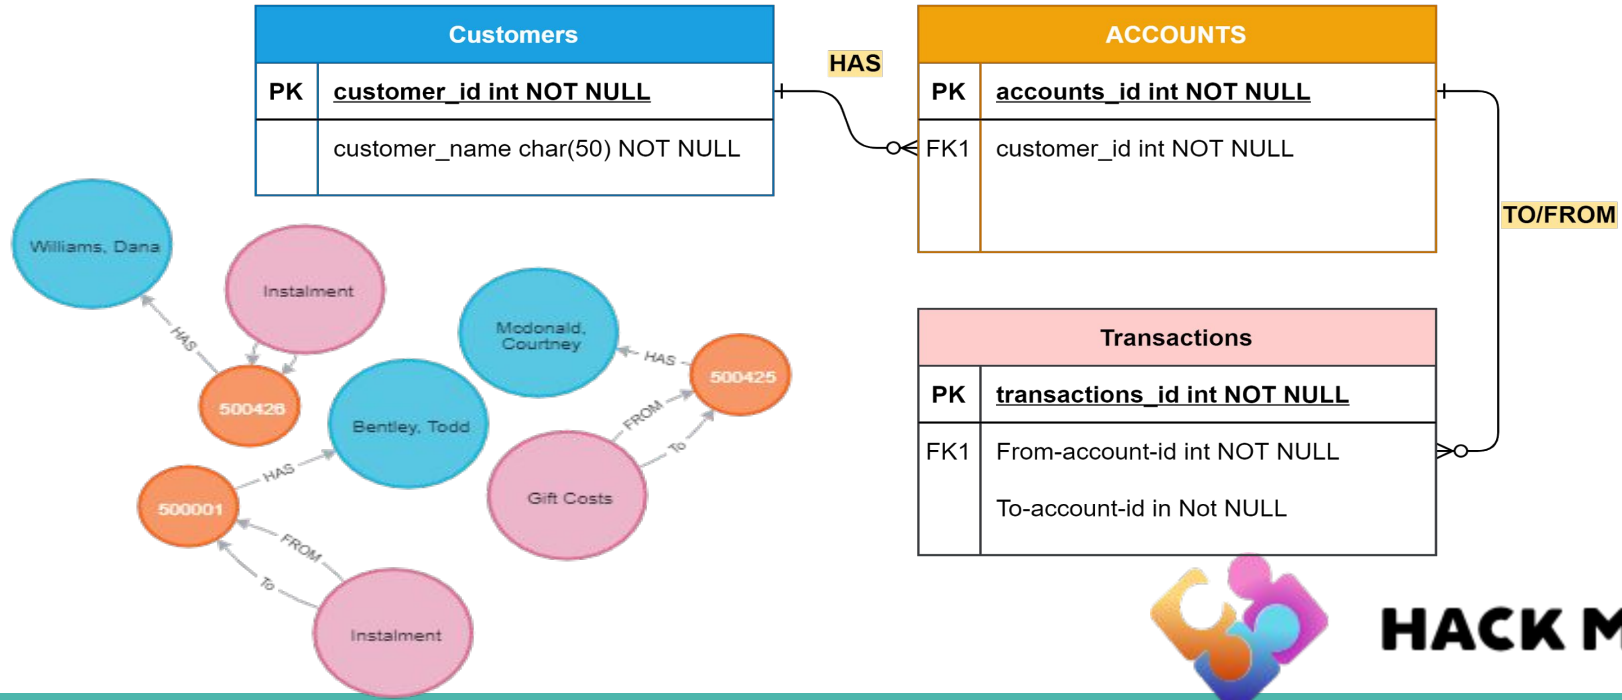 Customers
PK customer_id int NOT NULL
customer_name char(50) NOT NULL
HAS
ACCOUNTS
PK accounts_id int NOT NULL
FK1 customer_id int NOT NULL
TO/FROM
Transactions
PK transactions_id int NOT NULL
FK1 From-account-id int NOT NULL
To-account-id in Not NULL
Williams, Dana
HAS
Instalment
500426
Mcdonald,
Courtney
HAS
500425
FROM
To
Gift Costs
Bentley, Todd
HAS
500001
FROM
To
Instalment
HACK M